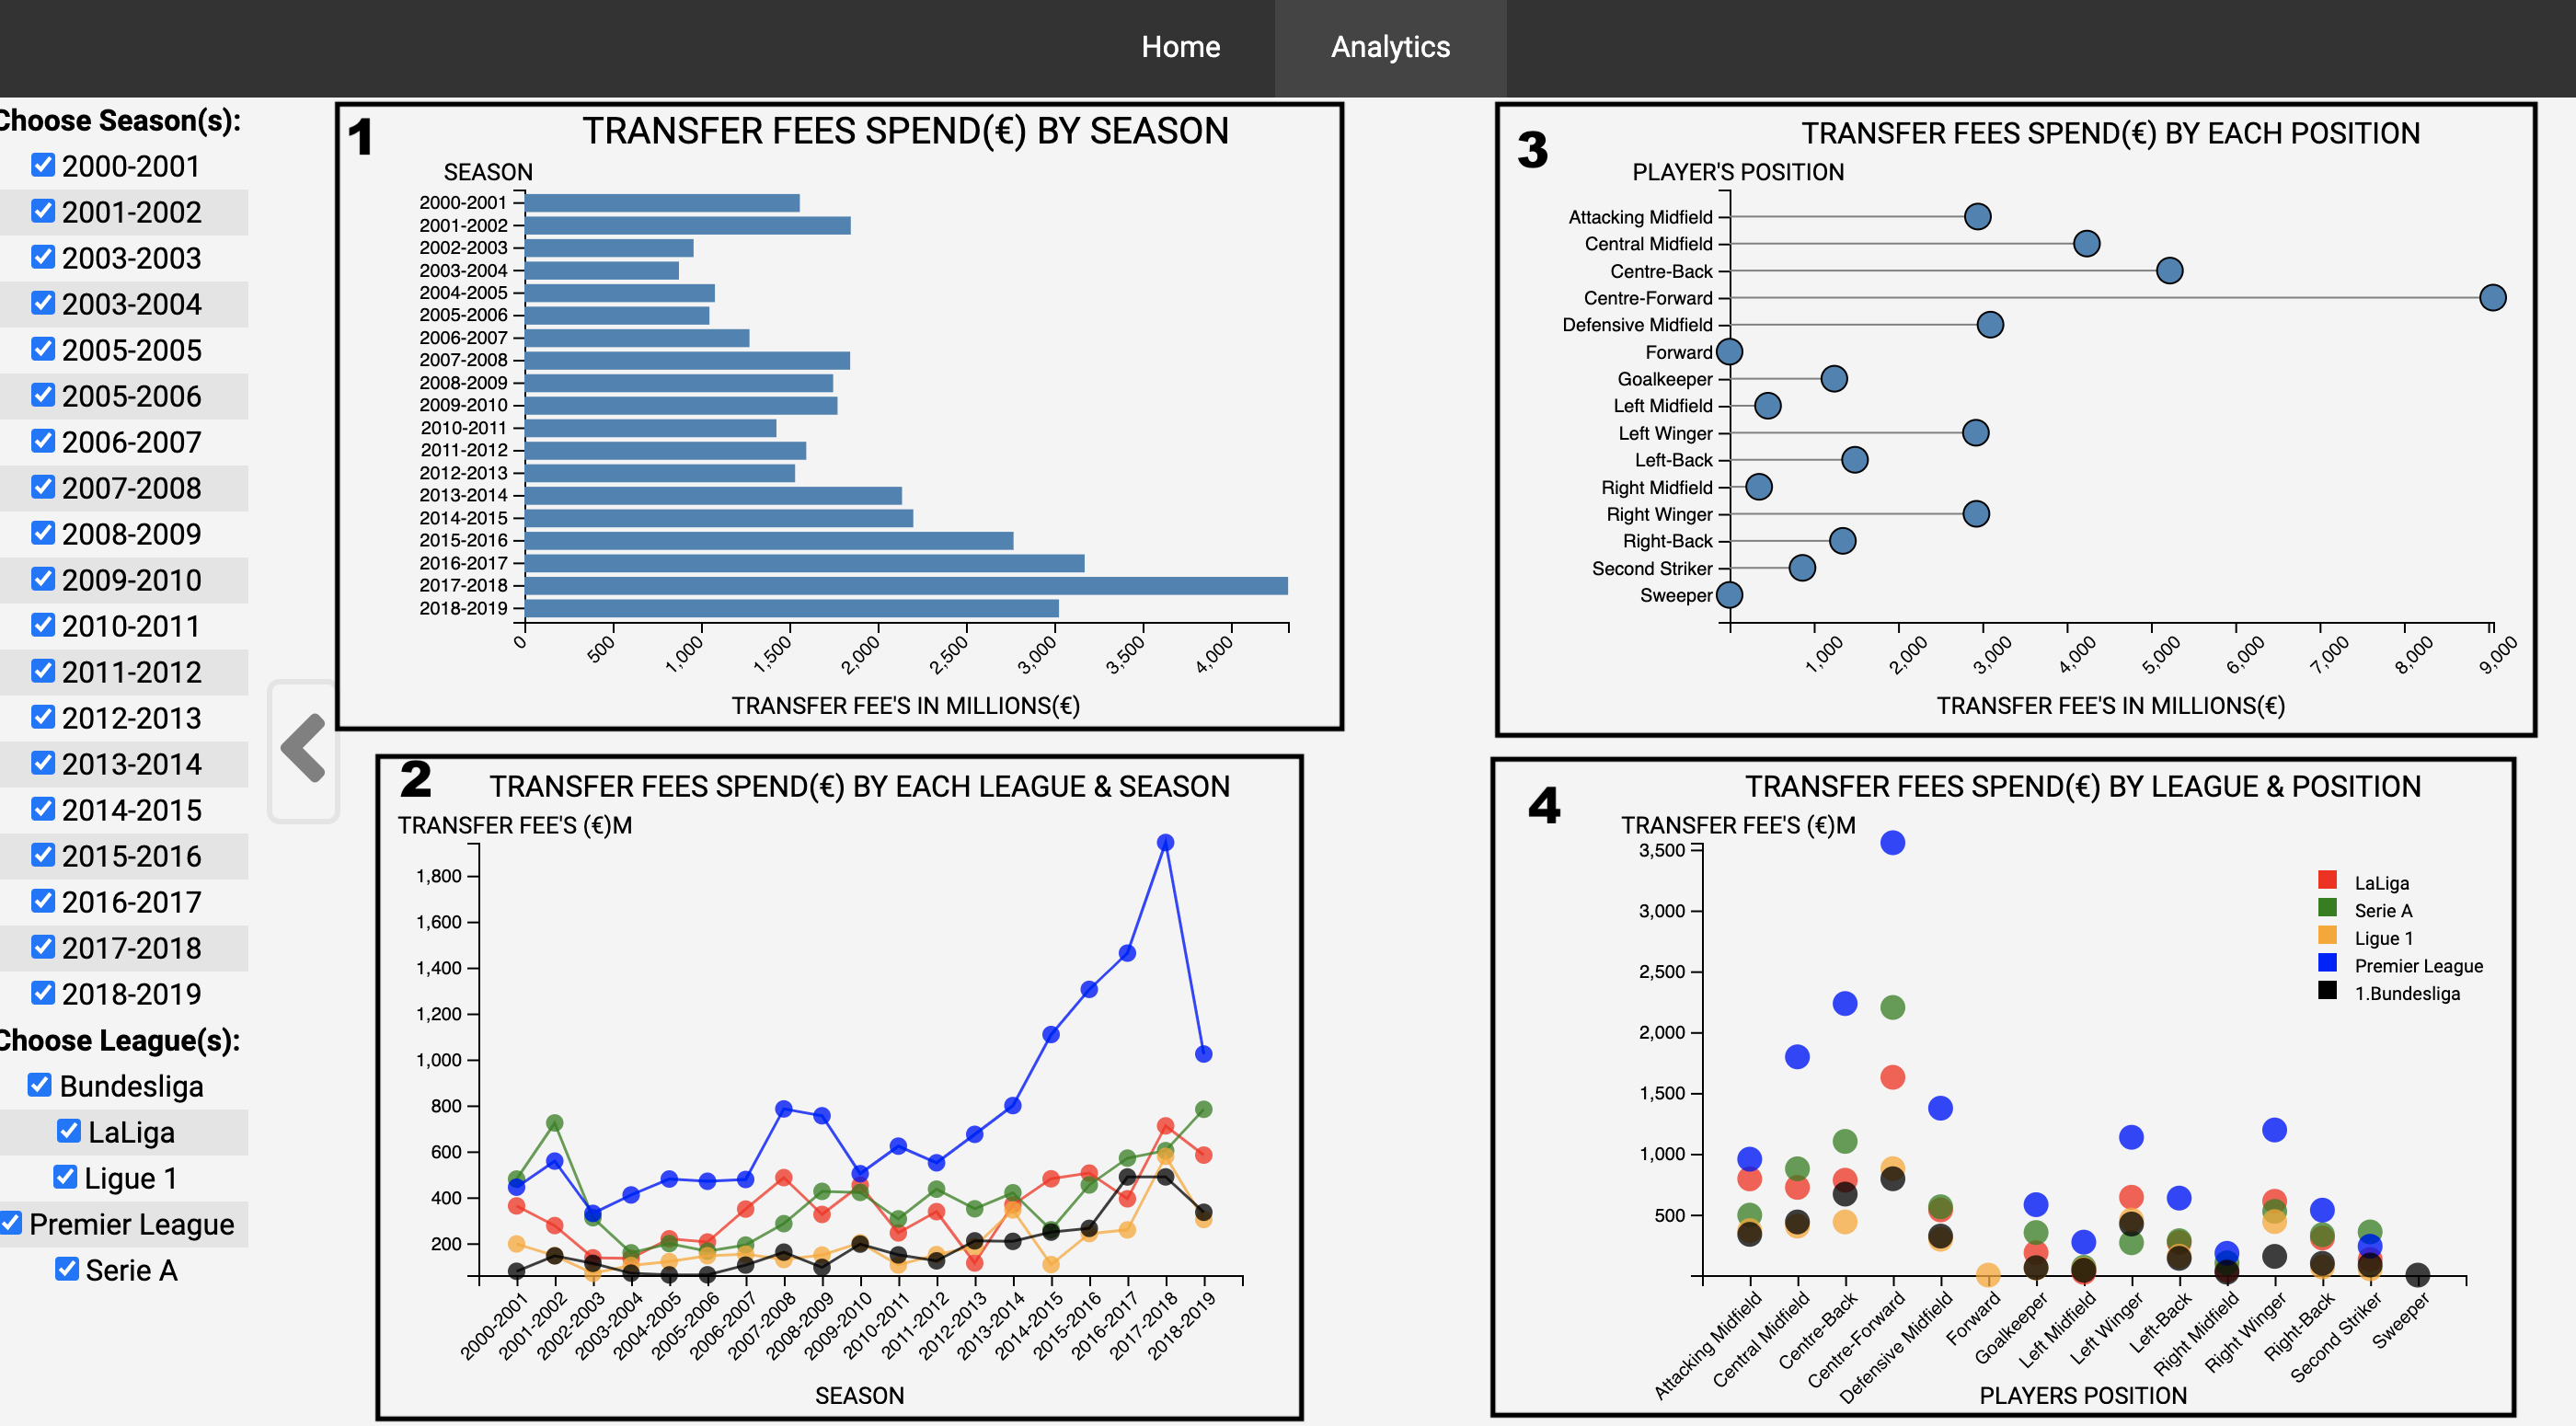 Home
Analytics
Choose Season(s):
2000-2001
2001-2002
2003-2003
2003-2004
2005-2005
2005-2006
2006-2007
2007-2008
2008-2009
2009-2010
2010-2011
2011-2012
2012-2013
2013-2014
2014-2015
2015-2016
2016-2017
2017-2018
2018-2019
Choose League(s):
Bundesliga
LaLiga
Ligue 1
Premier League
Serie A
1
TRANSFER FEES SPEND(€) BY SEASON
SEASON
2000-2001
2001-2002
2002-2003
2003-2004
2004-2005
2005-2006
2006-2007
2007-2008
2008-2009
2009-2010
2010-2011
2011-2012
2012-2013
2013-2014
2014-2015
2015-2016
2016-2017
2017-2018
2018-2019
0 500 1,000 1,500 2,000 2,500 3,000 3,500 4,000
TRANSFER FEE'S IN MILLIONS(€)
2
TRANSFER FEES SPEND(€) BY EACH LEAGUE & SEASON
TRANSFER FEE'S (€)M
1,800
1,600
1,400
1,200
1,000
800
600
400
200
2000-2001 2001-2002 2002-2003 2003-2004 2004-2005 2005-2006 2006-2007 2007-2008 2008-2009 2009-2010 2010-2011 2011-2012 2012-2013 2013-2014 2014-2015 2015-2016 2016-2017 2017-2018 2018-2019
SEASON
3
TRANSFER FEES SPEND(€) BY EACH POSITION
PLAYER'S POSITION
Attacking Midfield
Central Midfield
Centre-Back
Centre-Forward
Defensive Midfield
Forward
Goalkeeper
Left Midfield
Left Winger
Left-Back
Right Midfield
Right Winger
Right-Back
Second Striker
Sweeper
1,000 2,000 3,000 4,000 5,000 6,000 7,000 8,000 9,000
TRANSFER FEE'S IN MILLIONS(€)
4
TRANSFER FEES SPEND(€) BY LEAGUE & POSITION
TRANSFER FEE'S (€)M
3,500
3,000
2,500
2,000
1,500
1,000
500
LaLiga
Serie A
Ligue 1
Premier League
1.Bundesliga
Attacking Midfield Central Midfield Centre-Back Centre-Forward Defensive Midfield Forward Goalkeeper Left Midfield Left Winger Left-Back Right Midfield Right Winger Right-Back Second Striker Sweeper
PLAYERS POSITION